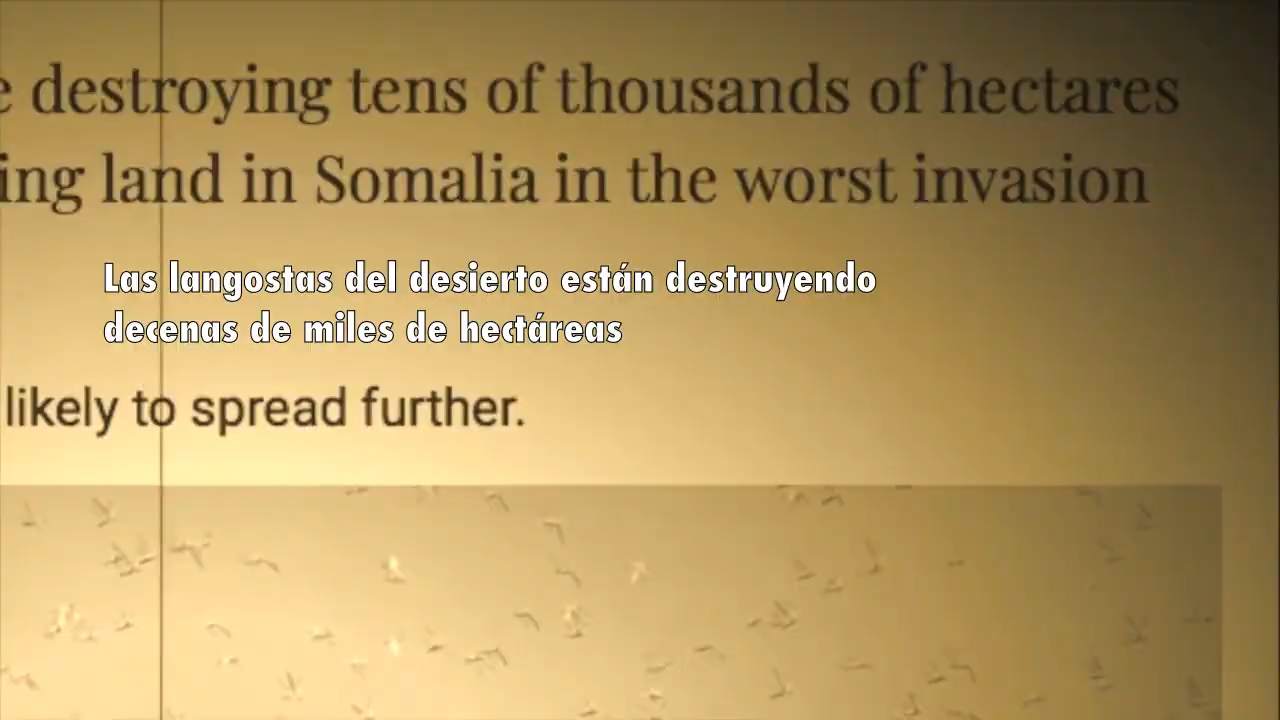 e destroying tens of thousands of hectares
ing land in Somalia in the worst invasion
Las langostas del desierto están destruyendo
decenas de miles de hectáreas
likely to spread further.